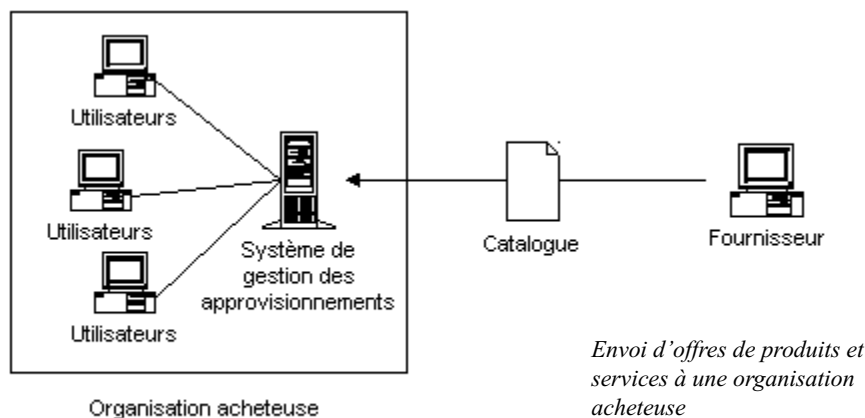 Utilisateurs
Utilisateurs
Utilisateurs
Système de
gestion des
approvisionnements
Catalogue
Fournisseur
Organisation acheteuse
Envoi d'offres de produits et
services à une organisation
acheteuse